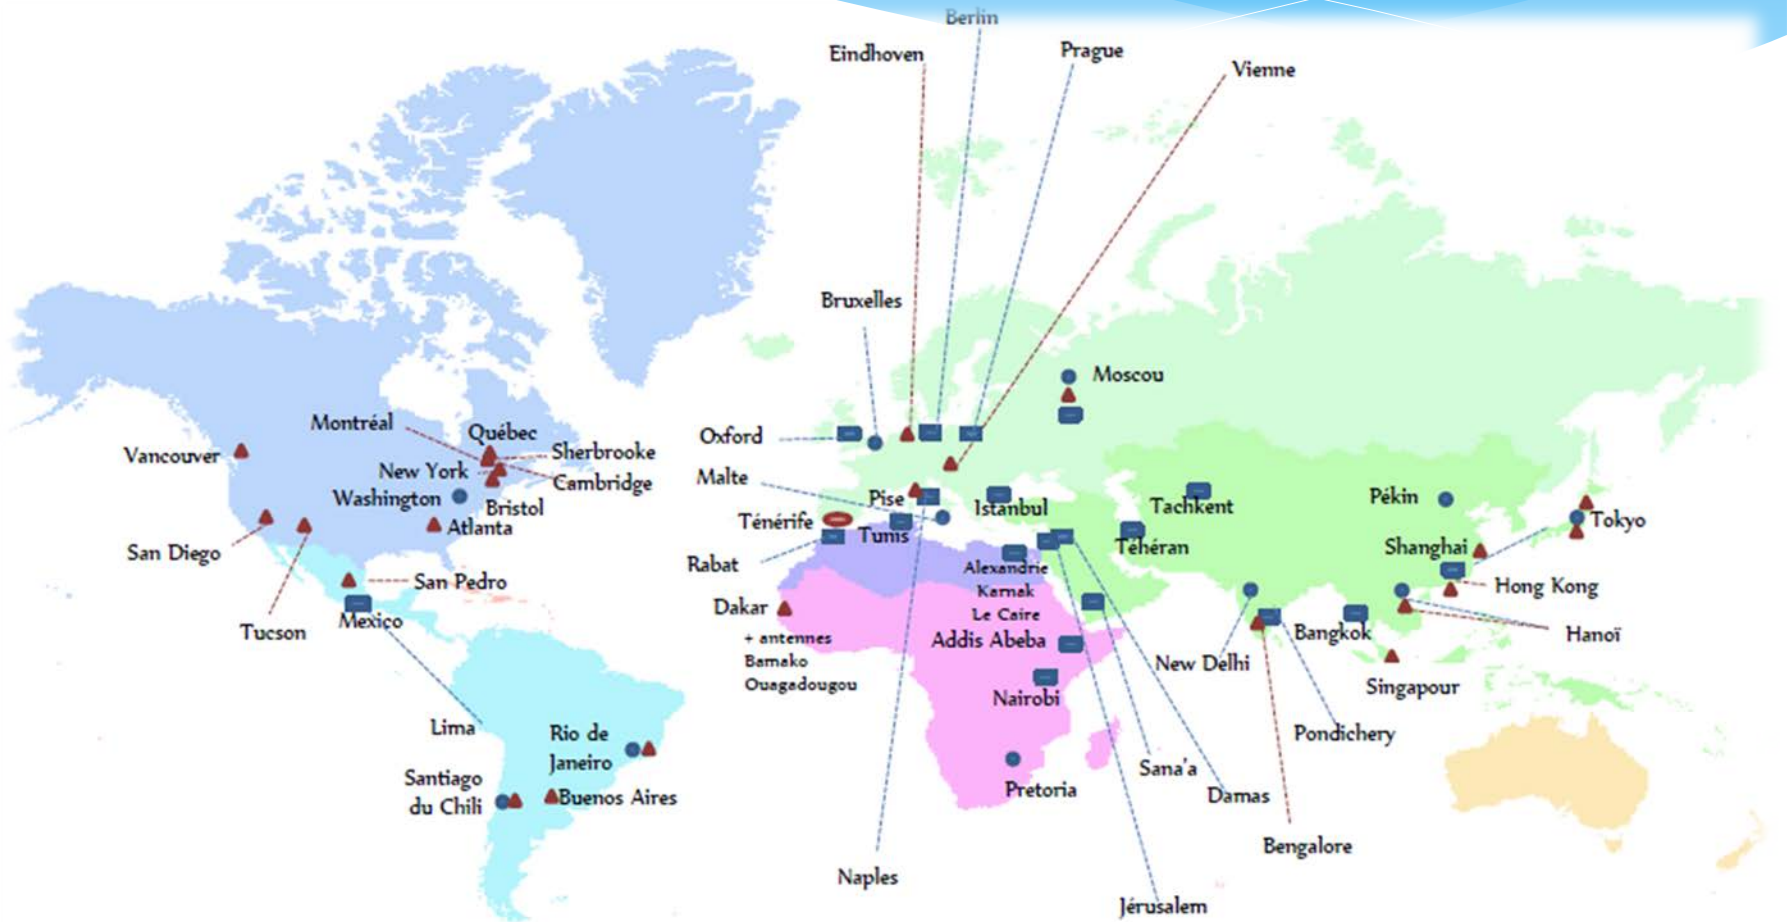 Berlin
Eindhoven
Prague
Vienne
Bruxelles
Moscou
Montréal
Québec
Oxford
Vancouver
Sherbrooke
New York
Malte
Cambridge
Washington
Pise
Istanbul
Tachkent
Pékin
Bristol
Atlanta
Ténérife
Tunis
Tokyo
San Diego
Téhéran
Shanghai
Rabat
Alexandrie
Karnak
Le Caire
San Pedro
Hong Kong
Dakar
+ antennes
Bamako
Ouagadougou
Mexico
Tucson
Addis Abeba
Bangkok
Hanoï
New Delhi
Singapour
Nairobi
Lima
Rio de
Janeiro
Pondichery
Santiago
du Chili
Buenos Aires
Pretoria
Sana'a
Damas
Bengalore
Naples
Jérusalem